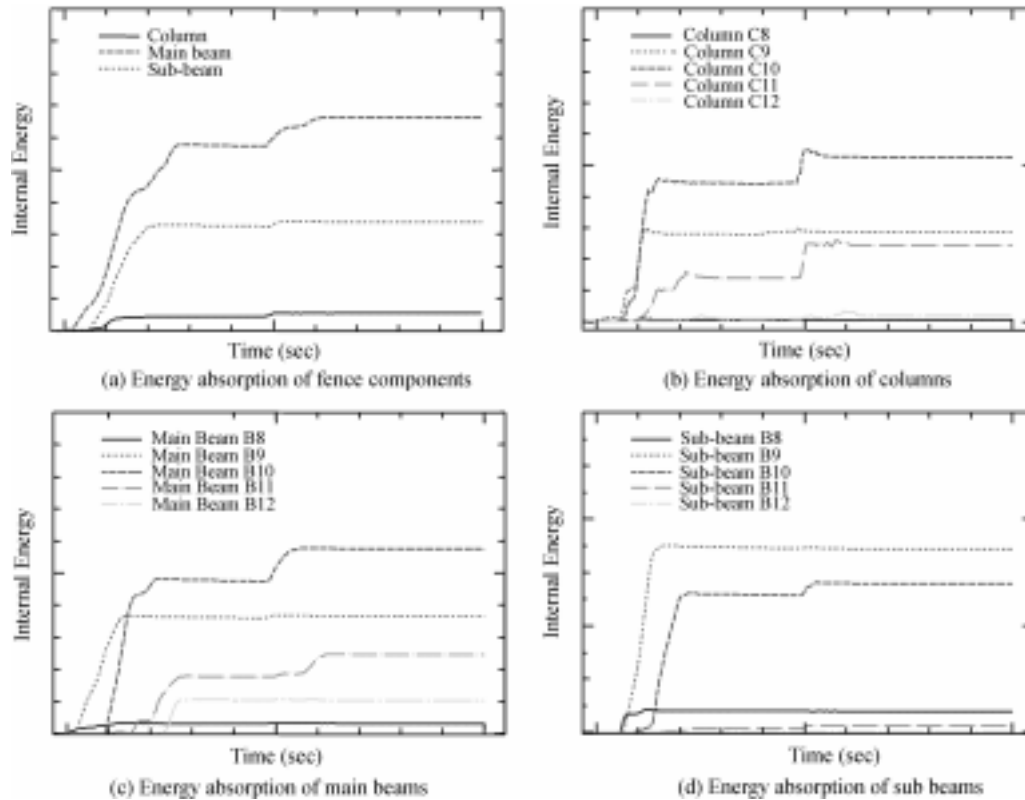 Column
Main beam
Sub-beam
Internal Energy
Time (sec)
(a) Energy absorption of fence components
Column C8
Column C9
Column C10
Column C11
Column C12
Internal Energy
Time (sec)
(b) Energy absorption of columns
Main Beam B8
Main Beam B9
Main Beam B10
Main Beam B11
Main Beam B12
Internal Energy
Time (sec)
(c) Energy absorption of main beams
Sub-beam B8
Sub-beam B9
Sub-beam B10
Sub-beam B11
Sub-beam B12
Internal Energy
Time (sec)
(d) Energy absorption of sub beams